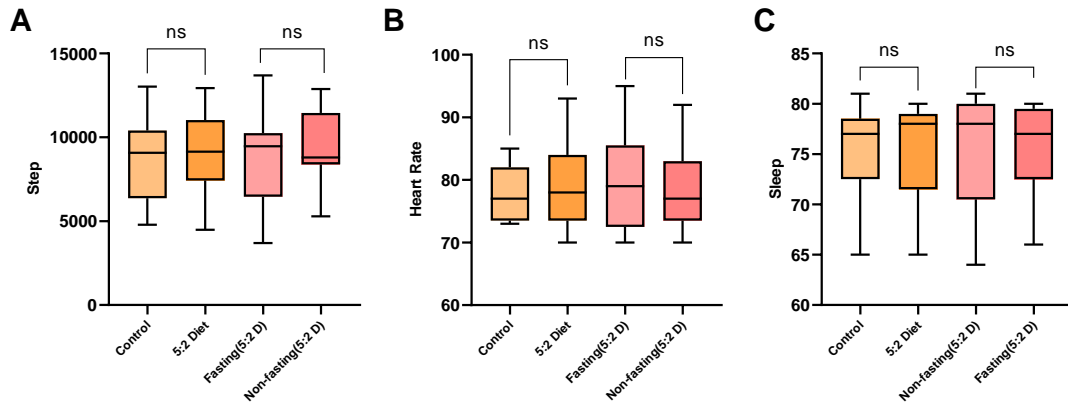 A
ns
ns
Step
15000
10000
5000
0
Control
5:2 Diet
Fasting(5:2 D)
Non-fasting(5:2 D)
B
ns
ns
Heart Rate
100
90
80
70
60
Control
5:2 Diet
Fasting(5:2 D)
Non-fasting(5:2 D)
C
ns
ns
Sleep
85
80
75
70
65
60
Control
5:2 Diet
Non-fasting(5:2 D)
Fasting(5:2 D)